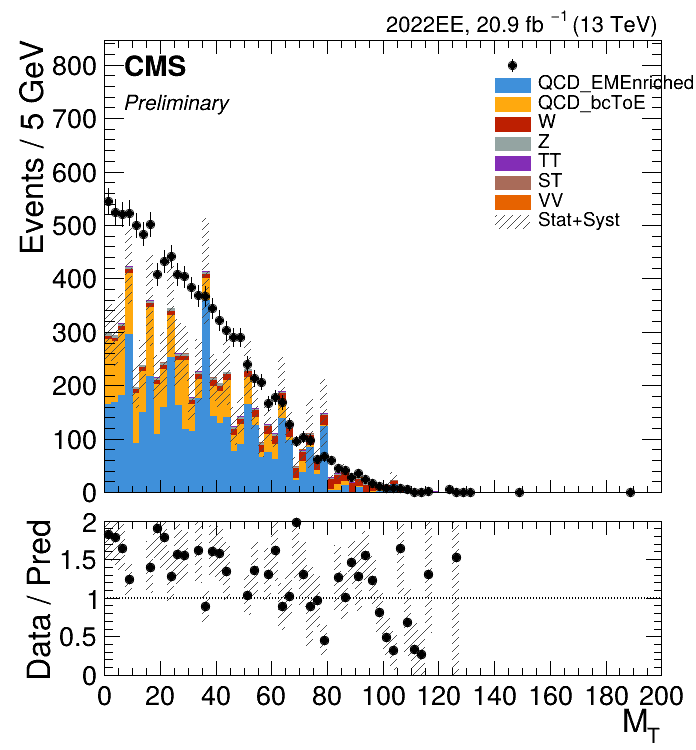 2022EE, 20.9 fb ⁻¹ (13 TeV)
CMS
Preliminary
QCD_EMEnriched
QCD_bcToE
W
Z
TT
ST
VV
Stat+Syst
Events / 5 GeV
800
700
600
500
400
300
200
100
0
Data / Pred
2
1.5
1
0.5
0
0 20 40 60 80 100 120 140 160 180 200
M_T